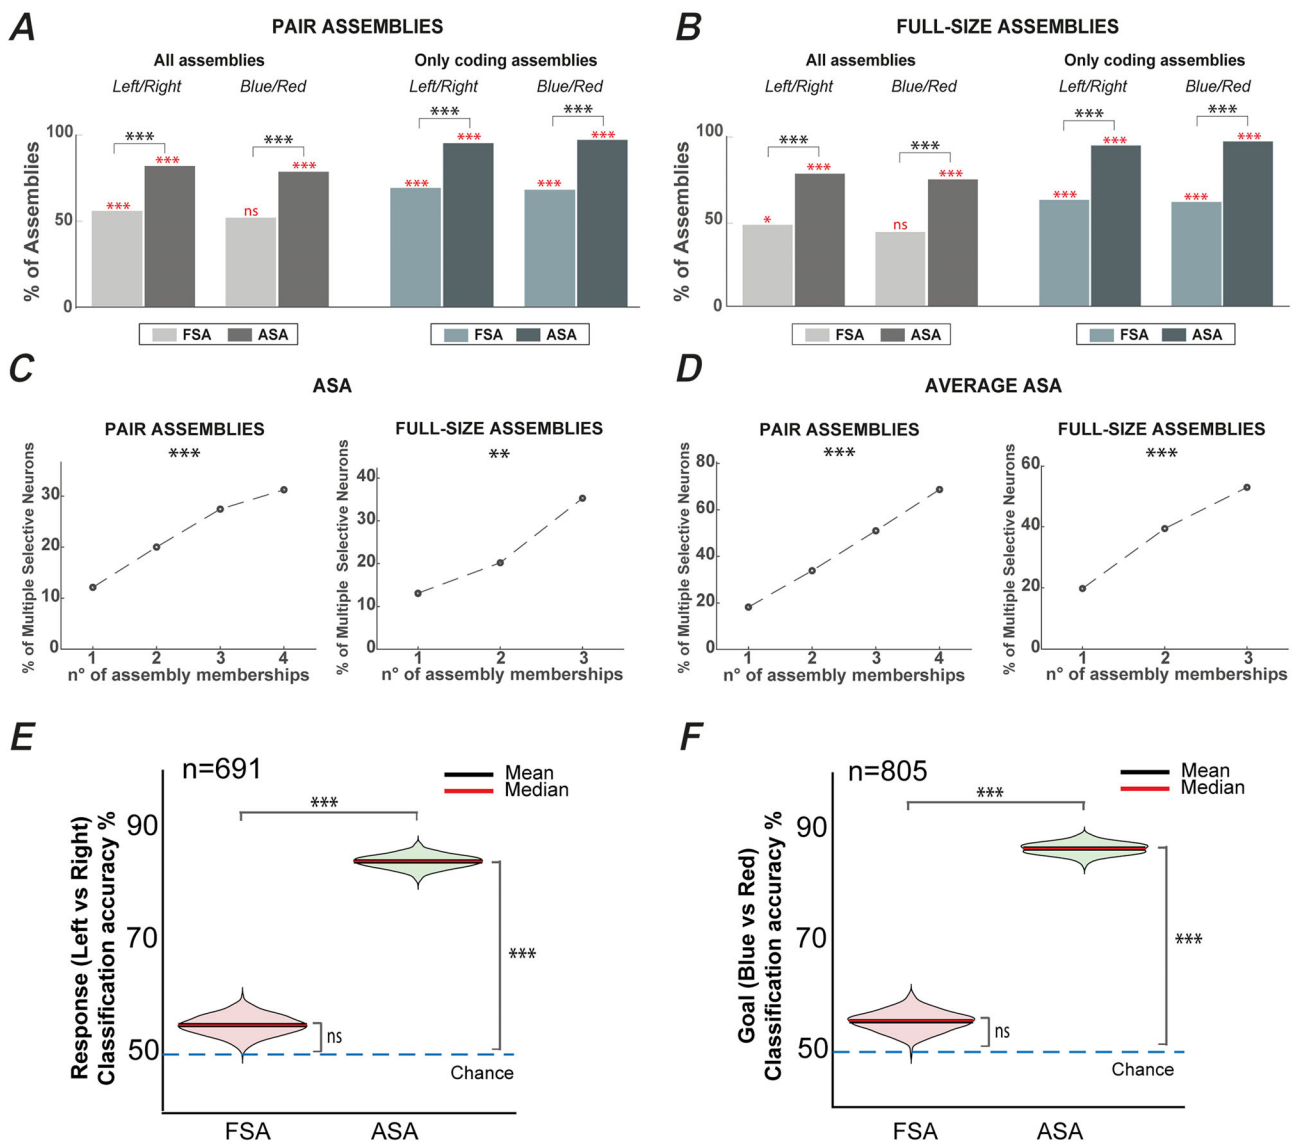 A
PAIR ASSEMBLIES
All assemblies
Only coding assemblies
Left/Right
Blue/Red
Left/Right
Blue/Red
% of Assemblies
100
50
0
***
***
***
***
***
***
ns
***
***
***
***
***
FSA
ASA
FSA
ASA
B
FULL-SIZE ASSEMBLIES
All assemblies
Only coding assemblies
Left/Right
Blue/Red
Left/Right
Blue/Red
% of Assemblies
100
50
0
***
***
***
***
*
***
ns
***
***
***
***
***
FSA
ASA
FSA
ASA
C
ASA
PAIR ASSEMBLIES
***
% of Multiple Selective Neurons
30
20
10
0
1
2
3
4
n° of assembly memberships
FULL-SIZE ASSEMBLIES
**
% of Multiple Selective Neurons
40
30
20
10
0
1
2
3
n° of assembly memberships
D
AVERAGE ASA
PAIR ASSEMBLIES
***
% of Multiple Selective Neurons
80
60
40
20
0
1
2
3
4
n° of assembly memberships
FULL-SIZE ASSEMBLIES
***
% of Multiple Selective Neurons
60
40
20
0
1
2
3
n° of assembly memberships
E
n=691
Mean
Median
Response (Left vs Right)
Classification accuracy %
90
70
50
***
***
ns
Chance
FSA
ASA
F
n=805
Mean
Median
Goal (Blue vs Red)
Classification accuracy %
90
70
50
***
***
ns
Chance
FSA
ASA